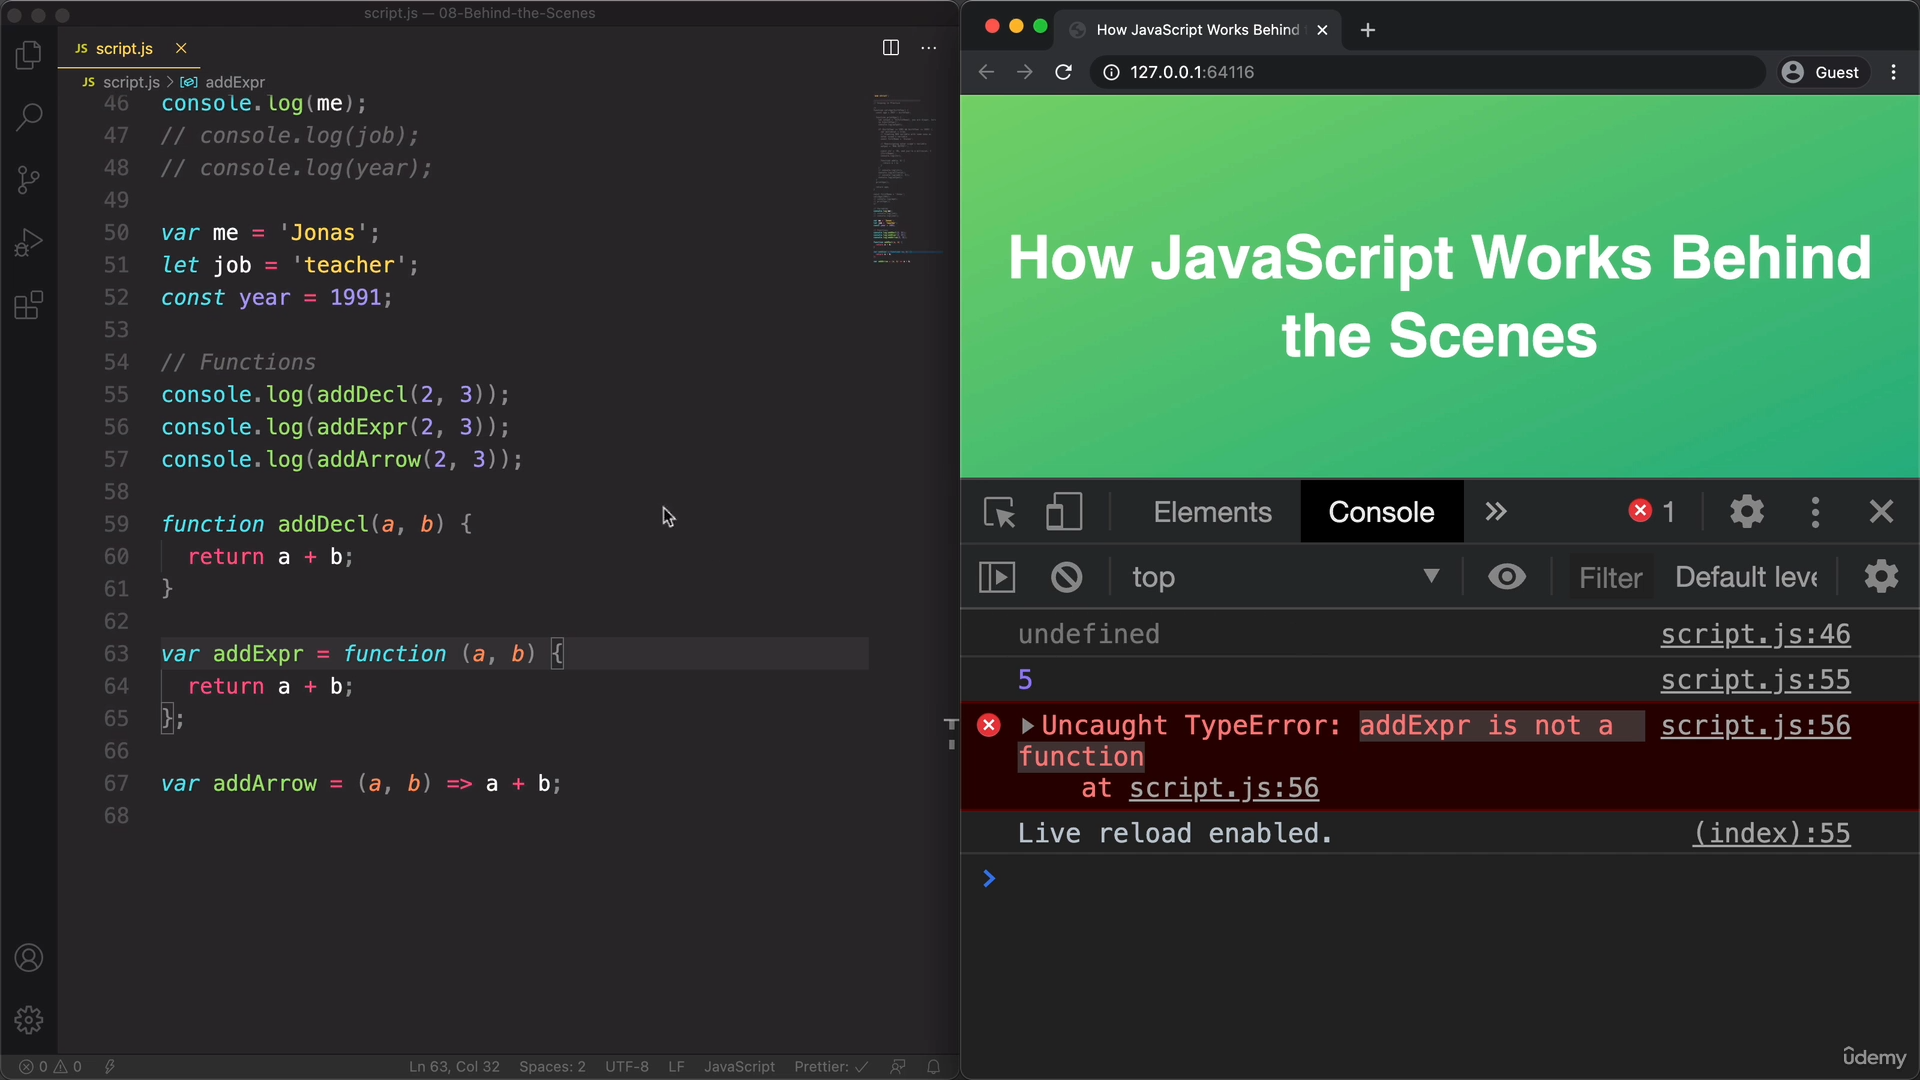 script.js — 08-Behind-the-Scenes
JS script.js
JS script.js > addExpr
46 console.log(me);
47 // console.log(job);
48 // console.log(year);
49
50 var me = 'Jonas';
51 let job = 'teacher';
52 const year = 1991;
53
54 // Functions
55 console.log(addDecl(2, 3));
56 console.log(addExpr(2, 3));
57 console.log(addArrow(2, 3));
58
59 function addDecl(a, b) {
60 return a + b;
61 }
62
63 var addExpr = function (a, b) {
64 return a + b;
65 };
66
67 var addArrow = (a, b) => a + b;
68
0 0 Ln 63, Col 32 Spaces: 2 UTF-8 LF JavaScript Prettier: ✓
How JavaScript Works Behind
127.0.0.1:64116
Guest
How JavaScript Works Behind
the Scenes
Elements Console » 1
top Filter Default leve
undefined script.js:46
5 script.js:55
Uncaught TypeError: addExpr is not a script.js:56
function
at script.js:56
Live reload enabled. (index):55
>
ûdemy